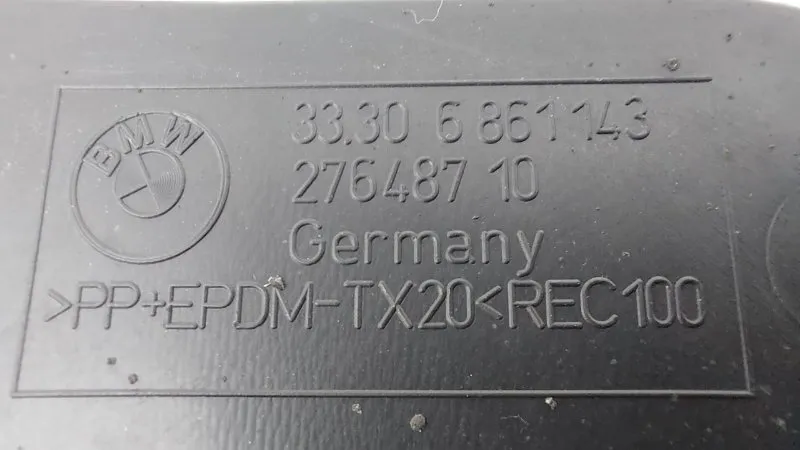 BMW
33.30 6 861 143
276487 10
Germany
>PP+EPDM-TX20<REC100